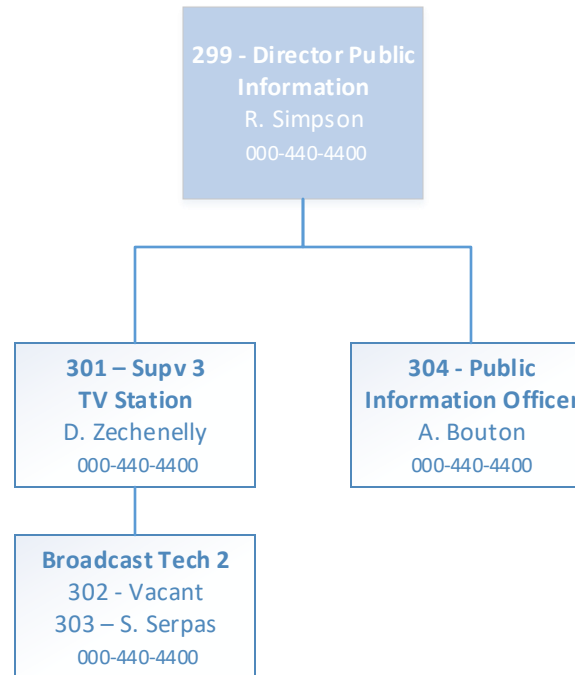 299 - Director Public
Information
R. Simpson
000-440-4400
301 – Supv 3
TV Station
D. Zechenelly
000-440-4400
304 - Public
Information Officer
A. Bouton
000-440-4400
Broadcast Tech 2
302 - Vacant
303 – S. Serpas
000-440-4400